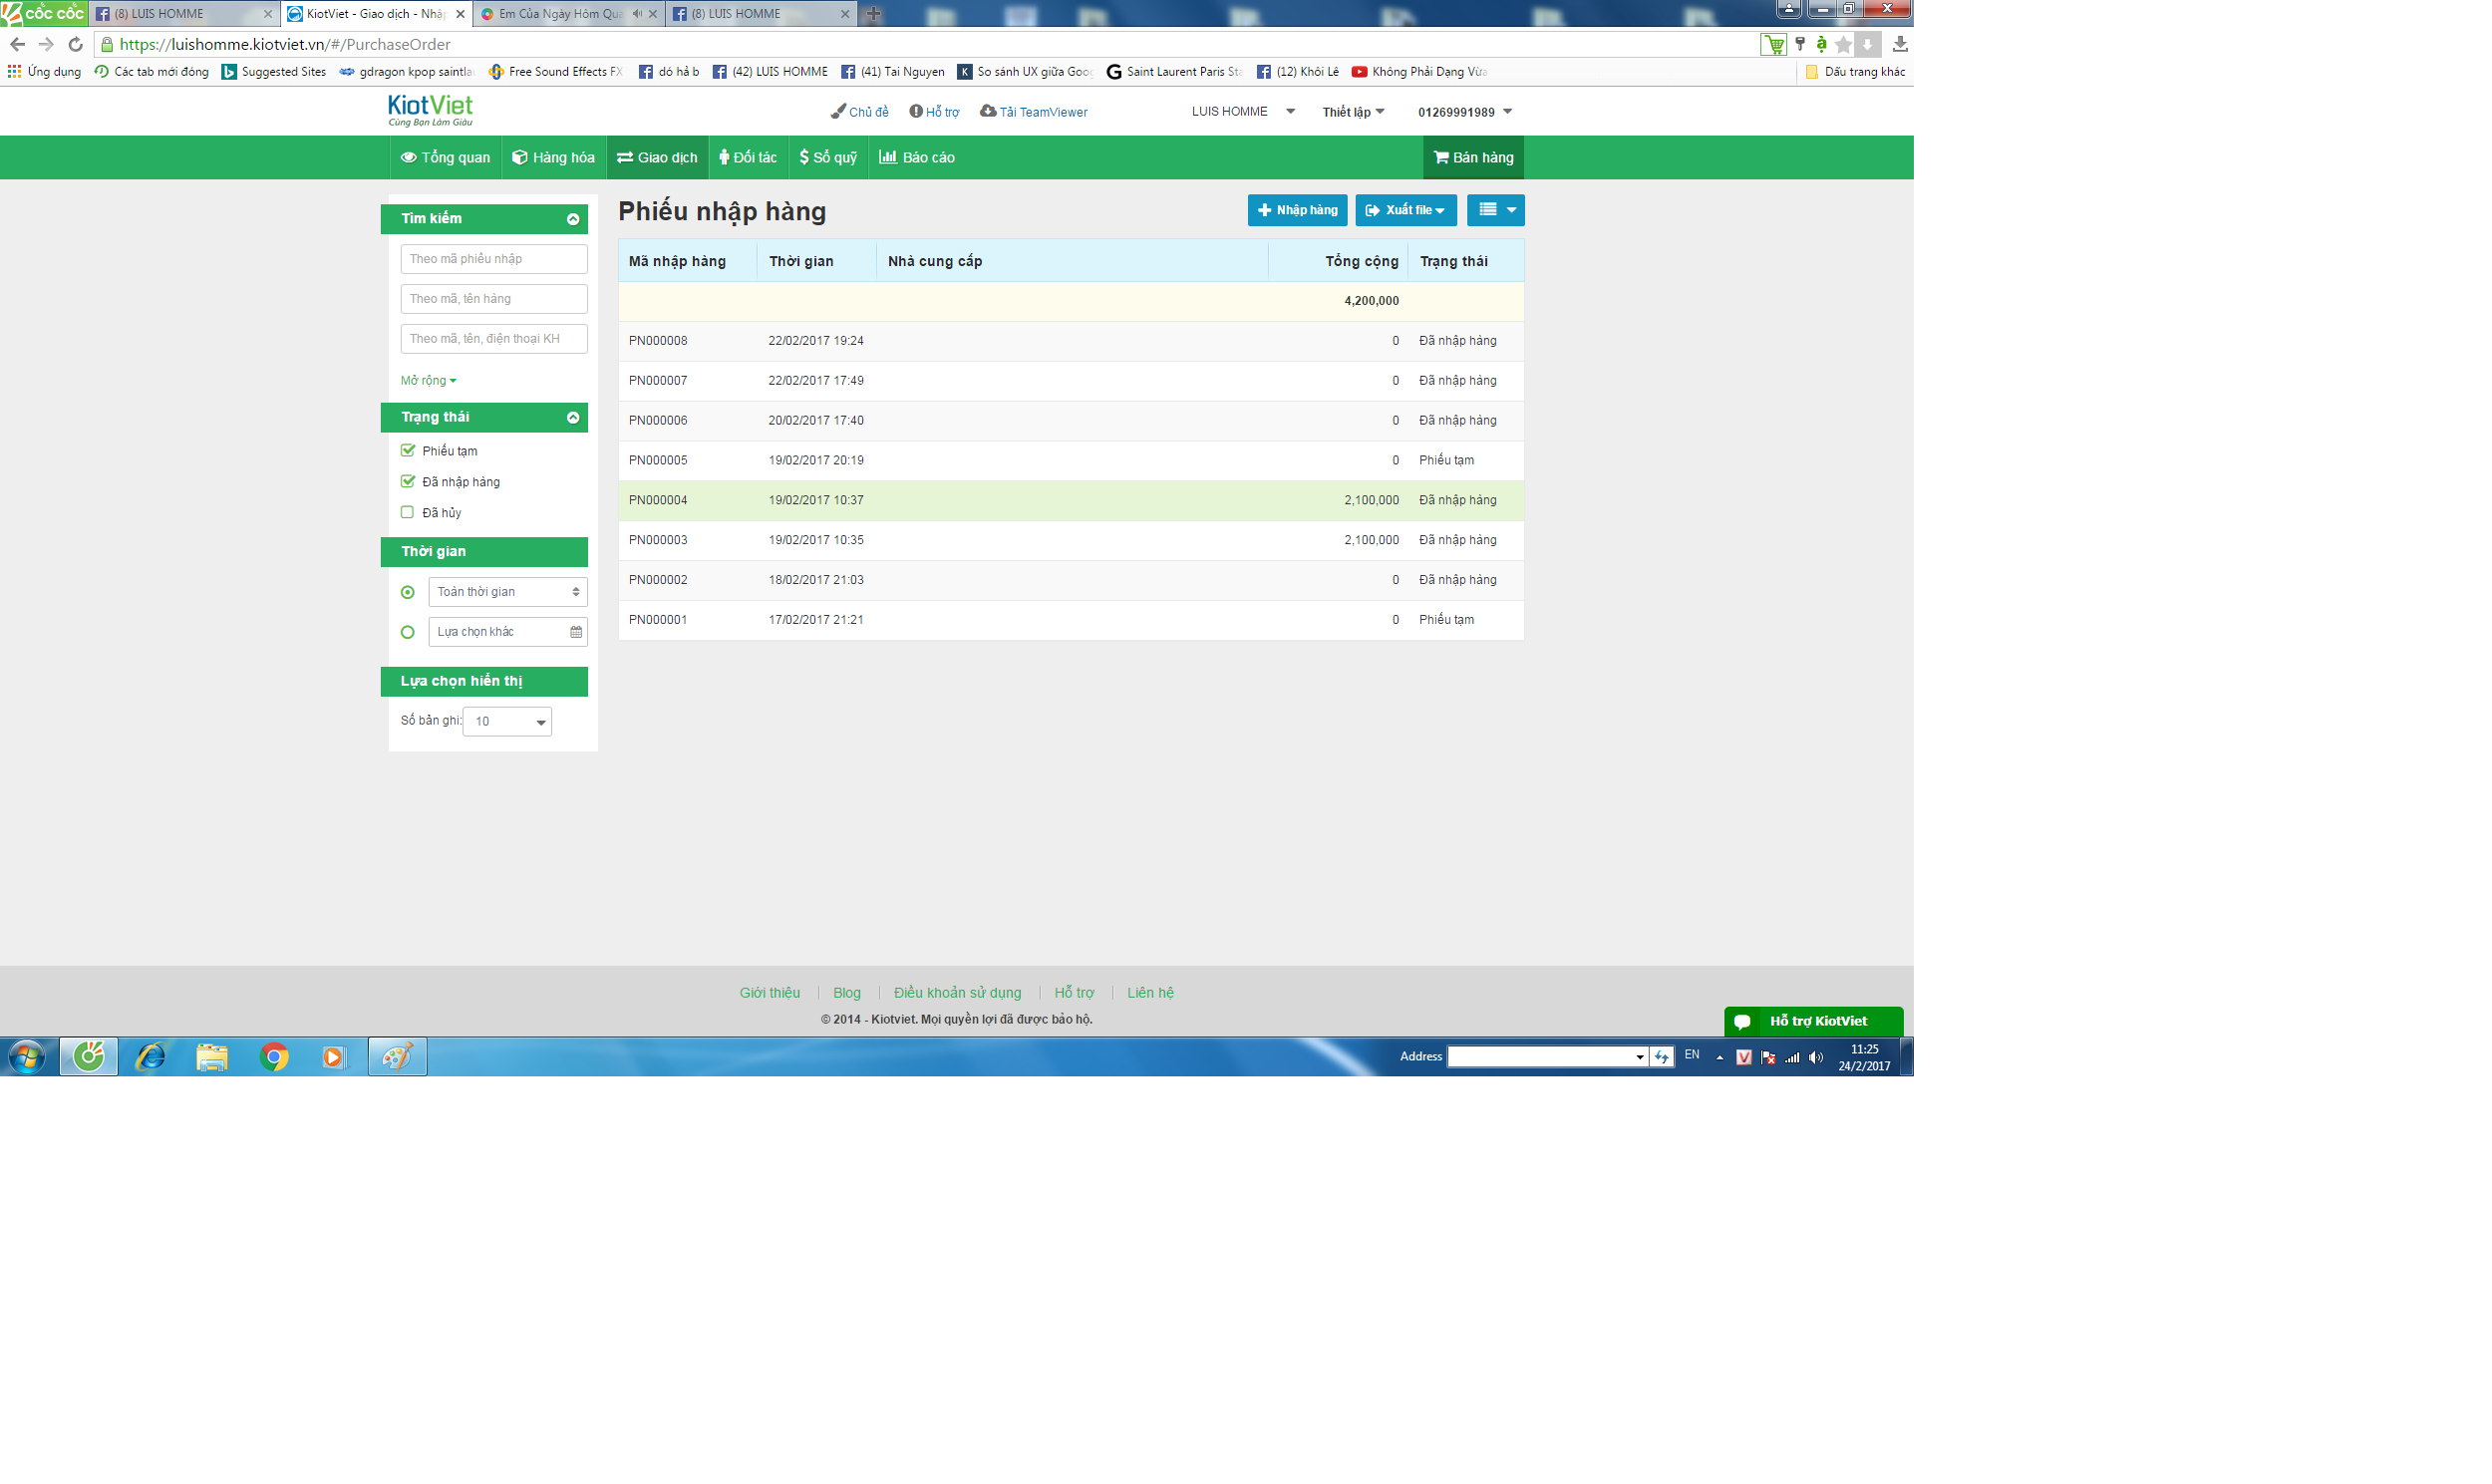 cốc cốc (8) LUIS HOMME KiotViet - Giao dịch - Nhập Em Của Ngày Hôm Qua (8) LUIS HOMME
https://luishomme.kiotviet.vn/#/PurchaseOrder
Ứng dụng Các tab mới đóng Suggested Sites gdragon kpop saintla Free Sound Effects FX dó hả b (42) LUIS HOMME (41) Tai Nguyen So sánh UX giữa Goog Saint Laurent Paris Sta (12) Khôi Lê Không Phải Dạng Vừa Dấu trang khác
KiotViet
Cùng Bạn Làm Giàu
Chủ đề Hỗ trợ Tải TeamViewer LUIS HOMME Thiết lập 01269991989
Tổng quan Hàng hóa Giao dịch Đối tác Sổ quỹ Báo cáo Bán hàng
Tìm kiếm
Theo mã phiếu nhập
Theo mã, tên hàng
Theo mã, tên, điện thoại KH
Mở rộng
Trạng thái
Phiếu tạm
Đã nhập hàng
Đã hủy
Thời gian
Toàn thời gian
Lựa chọn khác
Lựa chọn hiển thị
Số bản ghi: 10
Phiếu nhập hàng Nhập hàng Xuất file
Mã nhập hàng Thời gian Nhà cung cấp Tổng cộng Trạng thái
4,200,000
PN000008 22/02/2017 19:24 0 Đã nhập hàng
PN000007 22/02/2017 17:49 0 Đã nhập hàng
PN000006 20/02/2017 17:40 0 Đã nhập hàng
PN000005 19/02/2017 20:19 0 Phiếu tạm
PN000004 19/02/2017 10:37 2,100,000 Đã nhập hàng
PN000003 19/02/2017 10:35 2,100,000 Đã nhập hàng
PN000002 18/02/2017 21:03 0 Đã nhập hàng
PN000001 17/02/2017 21:21 0 Phiếu tạm
Giới thiệu Blog Điều khoản sử dụng Hỗ trợ Liên hệ
© 2014 - Kiotviet. Mọi quyền lợi đã được bảo hộ.
Hỗ trợ KiotViet
Address EN 11:25
24/2/2017